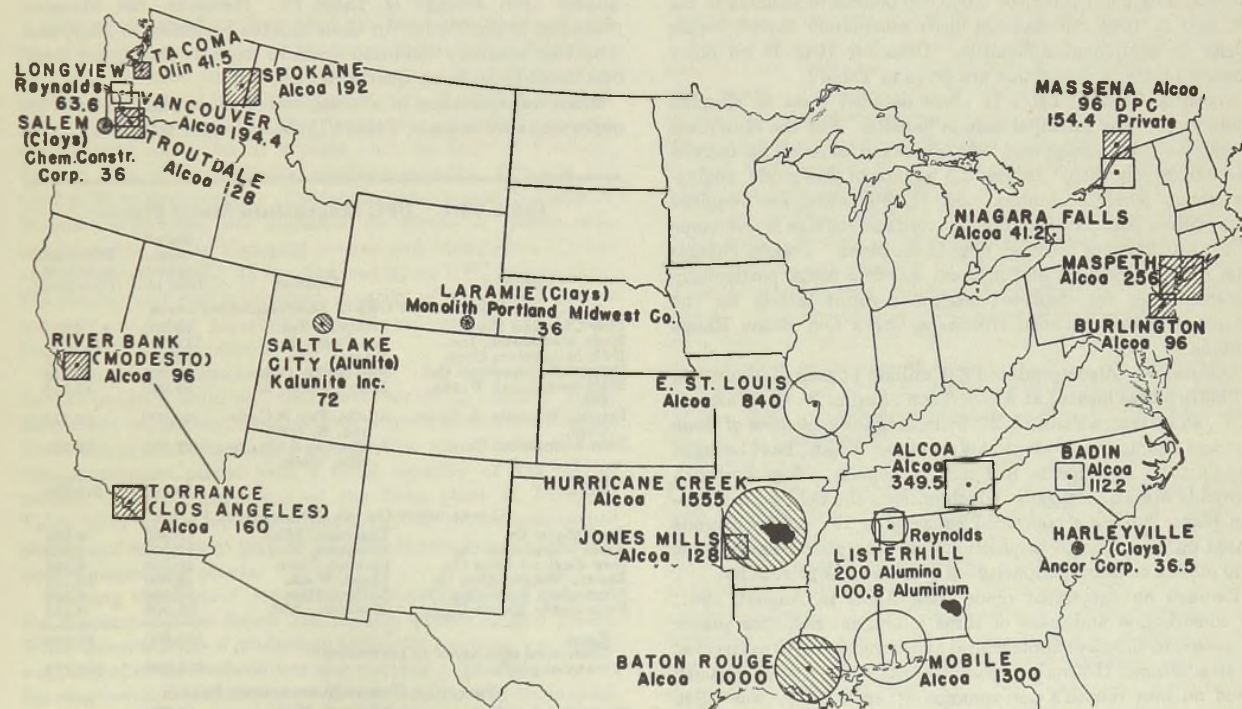 TACOMA
Olin 41.5
LONGVIEW
Reynolds
63.6
SPOKANE
Alcoa 192
VANCOUVER
Alcoa 194.4
SALEM
(Clays)
Chem. Constr.
Corp. 36
TROUTDALE
Alcoa 128
MASSENA Alcoa
96 DPC
154.4 Private
NIAGARA FALLS
Alcoa 41.2
MASPETH
Alcoa 256
BURLINGTON
Alcoa 96
LARAMIE (Clays)
Monolith Portland Midwest Co.
36
RIVER BANK
(MODESTO)
Alcoa 96
SALT LAKE
CITY (Alunite)
Kalunite Inc.
72
E. ST. LOUIS
Alcoa 840
ALCOA
Alcoa
349.5
BADIN
Alcoa
112.2
HURRICANE CREEK
Alcoa 1555
TORRANCE
(LOS ANGELES)
Alcoa 160
JONES MILLS
Alcoa 128
Reynolds
LISTERHILL
200 Alumina
100.8 Aluminum
HARLEYVILLE
(Clays)
Ancor Corp. 36.5
BATON ROUGE
Alcoa 1000
MOBILE
Alcoa 1300